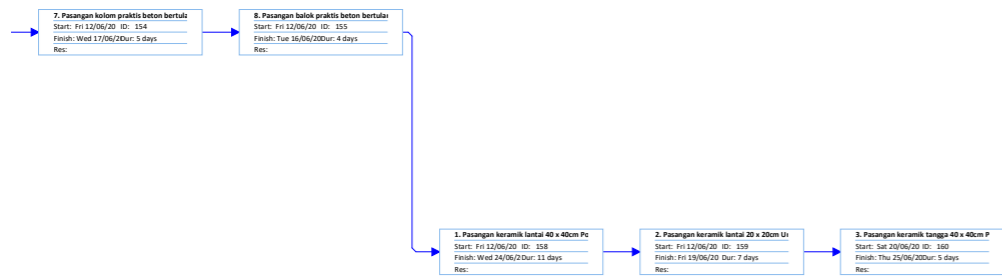 7. Pasangan kolom praktis beton bertula
Start: Fri 12/06/20 ID: 154
Finish: Wed 17/06/20 Dur: 5 days
Res:
8. Pasangan balok praktis beton bertulan
Start: Fri 12/06/20 ID: 155
Finish: Tue 16/06/20 Dur: 4 days
Res:
1. Pasangan keramik lantai 40 x 40cm Po
Start: Fri 12/06/20 ID: 158
Finish: Wed 24/06/2 Dur: 11 days
Res:
2. Pasangan keramik lantai 20 x 20cm Un
Start: Fri 12/06/20 ID: 159
Finish: Fri 19/06/20 Dur: 7 days
Res:
3. Pasangan keramik tangga 40 x 40cm P
Start: Sat 20/06/20 ID: 160
Finish: Thu 25/06/20 Dur: 5 days
Res: